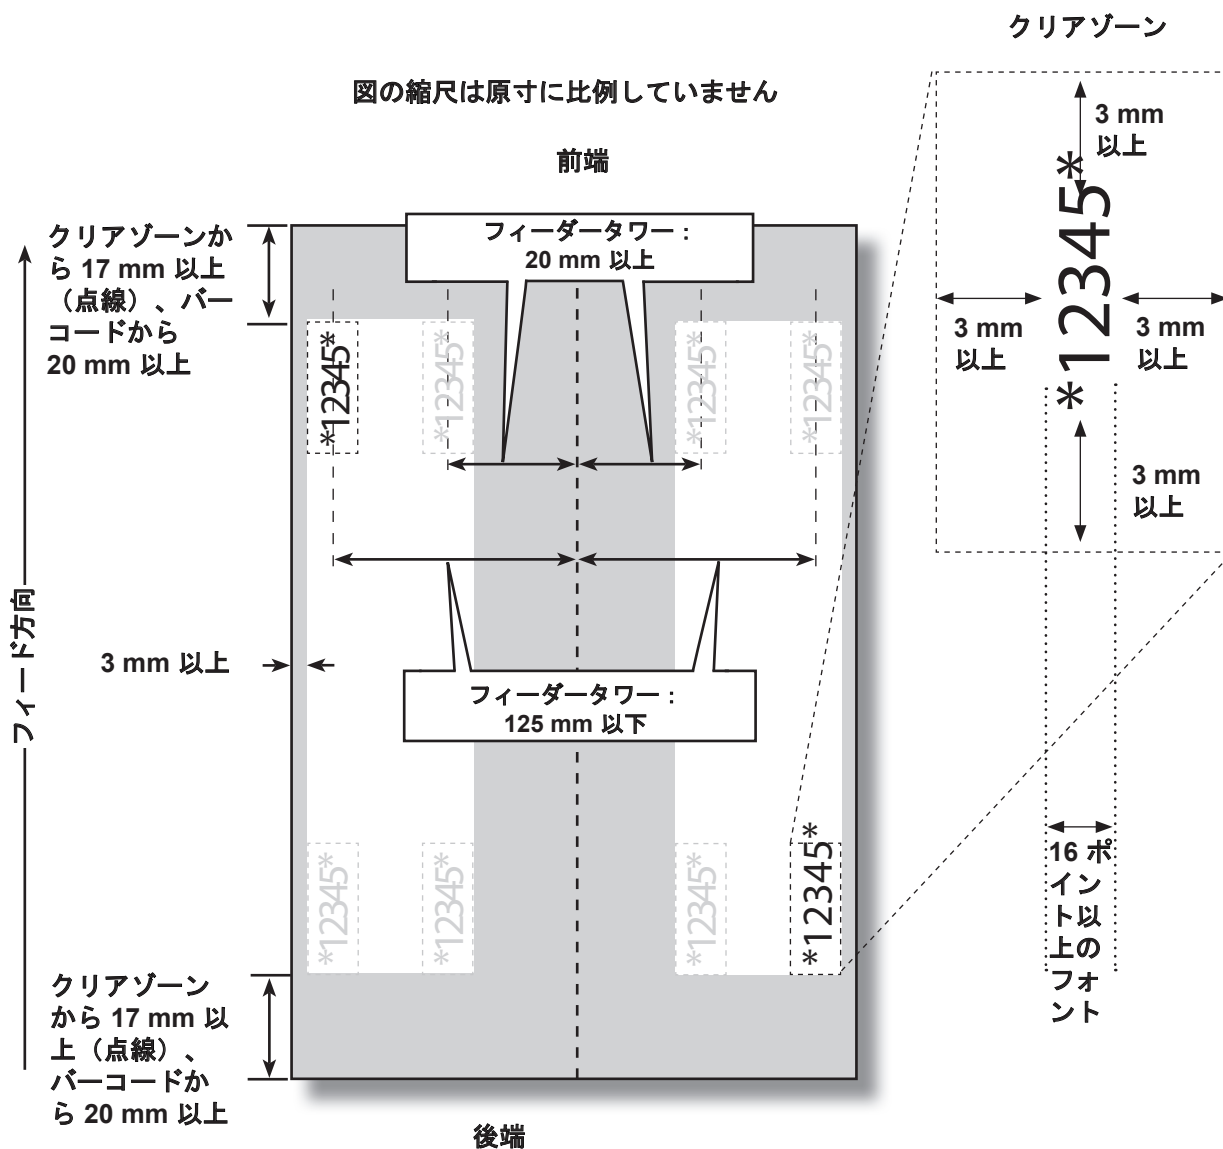 クリアゾーン
図の縮尺は原寸に比例していません
前端
3 mm
以上
クリアゾーンか
ら 17 mm 以上
（点線）、バー
コードから
20 mm 以上
フィーダータワー：
20 mm 以上
*12345*
*12345*
*12345*
*12345*
*12345*
3 mm
以上
3 mm
以上
3 mm
以上
フィード方向
3 mm 以上
フィーダータワー：
125 mm 以下
*12345*
*12345*
*12345*
*12345*
16 ポ
イン
ト以
上の
フォ
ント
クリアゾーン
から 17 mm 以
上（点線）、
バーコードか
ら 20 mm 以上
後端